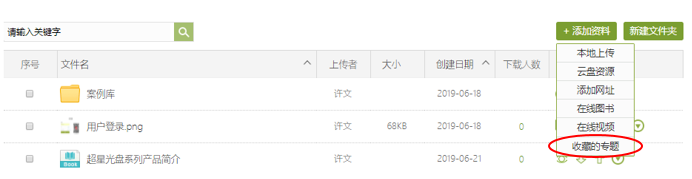 请输入关键字
+ 添加资料 新建文件夹
序号 文件名 上传者 大小 创建日期 下载人数
本地上传
云盘资源
添加网址
在线图书
在线视频
收藏的专题
案例库 许文 2019-06-18
用户登录.png 许文 68KB 2019-06-18 0
Book 超星光盘系列产品简介 许文 2019-06-21 0